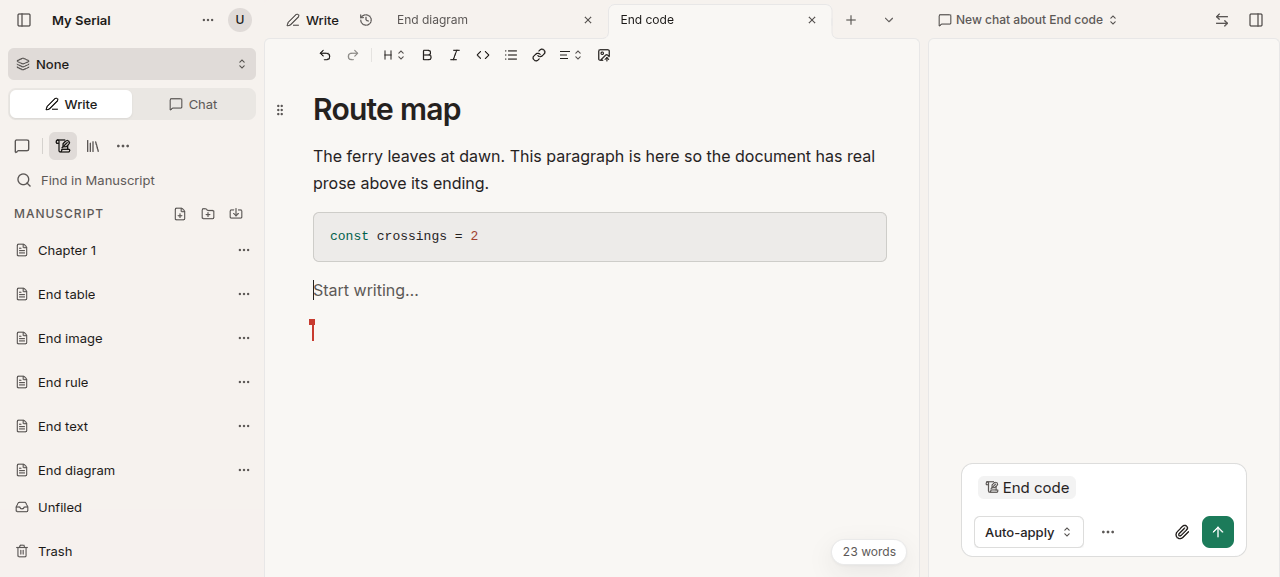 My Serial
U
None
Write
Chat
Find in Manuscript
MANUSCRIPT
Chapter 1
End table
End image
End rule
End text
End diagram
Unfiled
Trash
Write
End diagram
End code
H
B
I
Route map
The ferry leaves at dawn. This paragraph is here so the document has real
prose above its ending.
const crossings = 2
Start writing...
23 words
New chat about End code
End code
Auto-apply